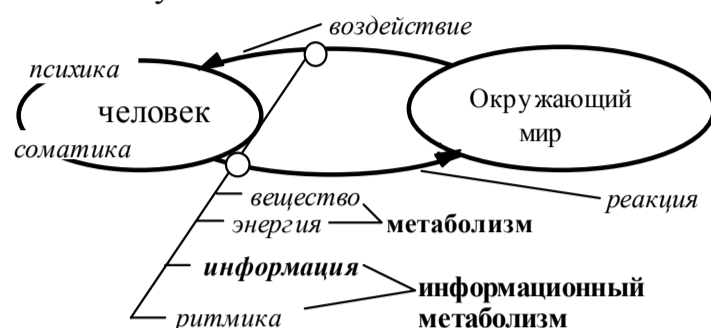 воздействие
психика
человек
Окружающий
мир
соматика
вещество
реакция
энергия
метаболизм
информация
информационный
метаболизм
ритмика